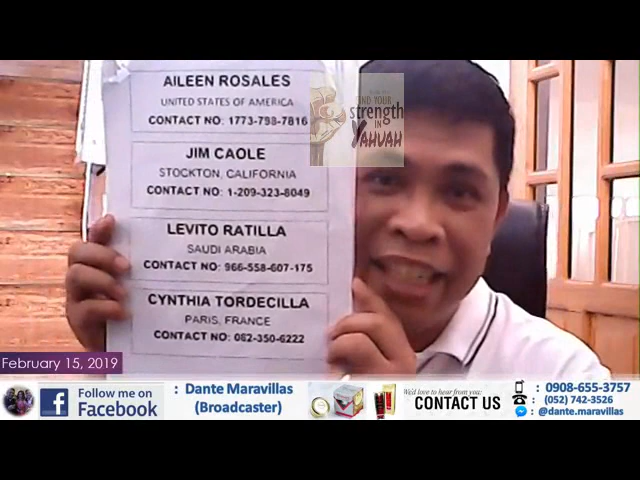 AILEEN ROSALES
UNITED STATES OF AMERICA
CONTACT NO: 1773-798-7816
JIM CAOLE
STOCKTON, CALIFORNIA
CONTACT NO: 1-209-323-8049
LEVITO RATILLA
SAUDI ARABIA
CONTACT NO: 966-558-607-175
CYNTHIA TORDECILLA
PARIS, FRANCE
CONTACT NO: 062-350-6222
FIND YOUR
strength
IN
YAHUAH
February 15, 2019
Follow me on
Facebook
: Dante Maravillas
(Broadcaster)
We'd love to hear from you:
CONTACT US
: 0908-655-3757
: (052) 742-3526
: @dante.maravillas